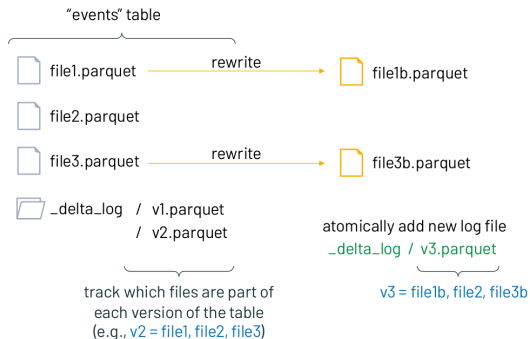 “events” table
file1.parquet
rewrite
file1b.parquet
file2.parquet
file3.parquet
rewrite
file3b.parquet
_delta_log / v1.parquet
/ v2.parquet
atomically add new log file
_delta_log / v3.parquet
track which files are part of
each version of the table
(e.g., v2 = file1, file2, file3)
v3 = file1b, file2, file3b